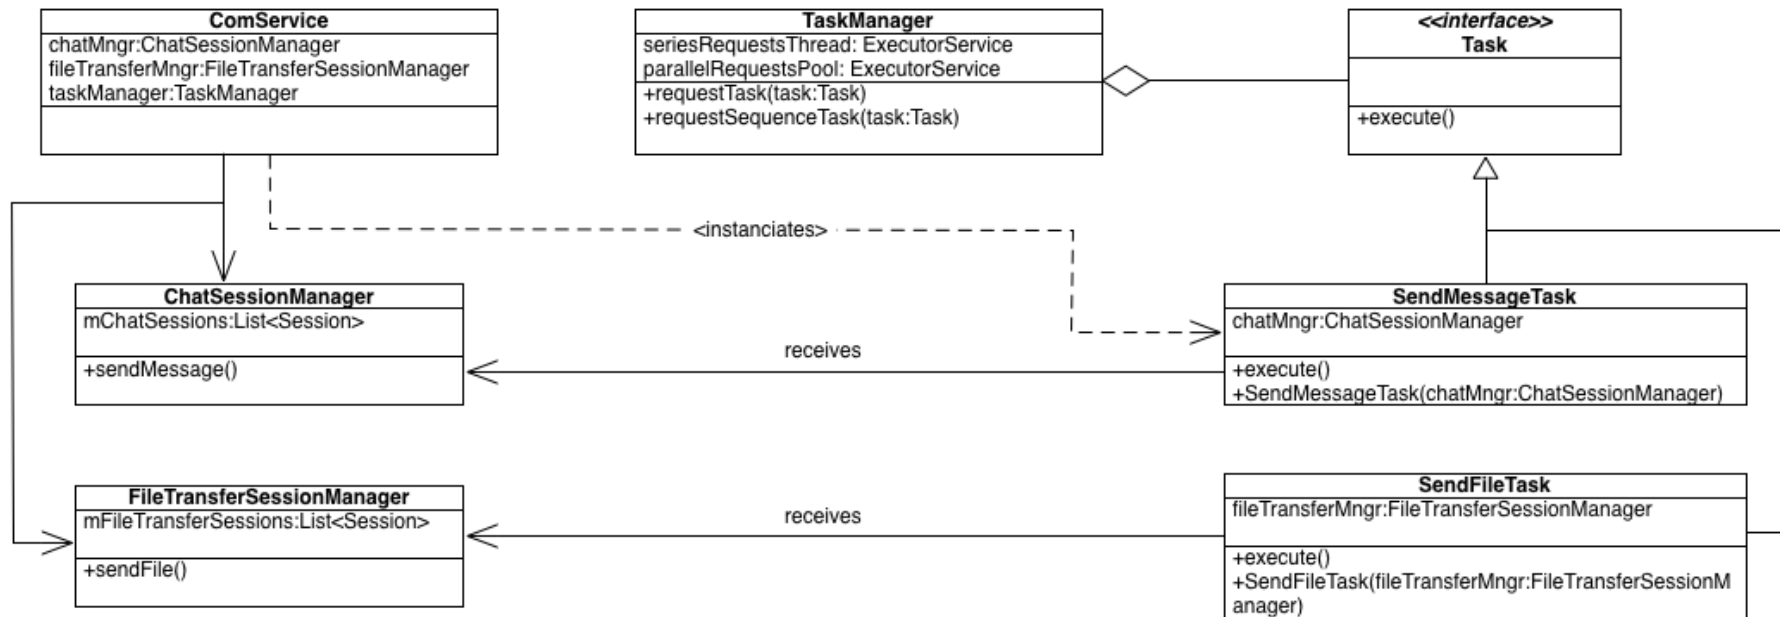 ComService
chatMngr:ChatSessionManager
fileTransferMngr:FileTransferSessionManager
taskManager:TaskManager
TaskManager
seriesRequestsThread: ExecutorService
parallelRequestsPool: ExecutorService
+requestTask(task:Task)
+requestSequenceTask(task:Task)
<<interface>>
Task
+execute()
<instanciates>
ChatSessionManager
mChatSessions:List<Session>
+sendMessage()
receives
SendMessageTask
chatMngr:ChatSessionManager
+execute()
+SendMessageTask(chatMngr:ChatSessionManager)
FileTransferSessionManager
mFileTransferSessions:List<Session>
+sendFile()
receives
SendFileTask
fileTransferMngr:FileTransferSessionManager
+execute()
+SendFileTask(fileTransferMngr:FileTransferSessionM
anager)